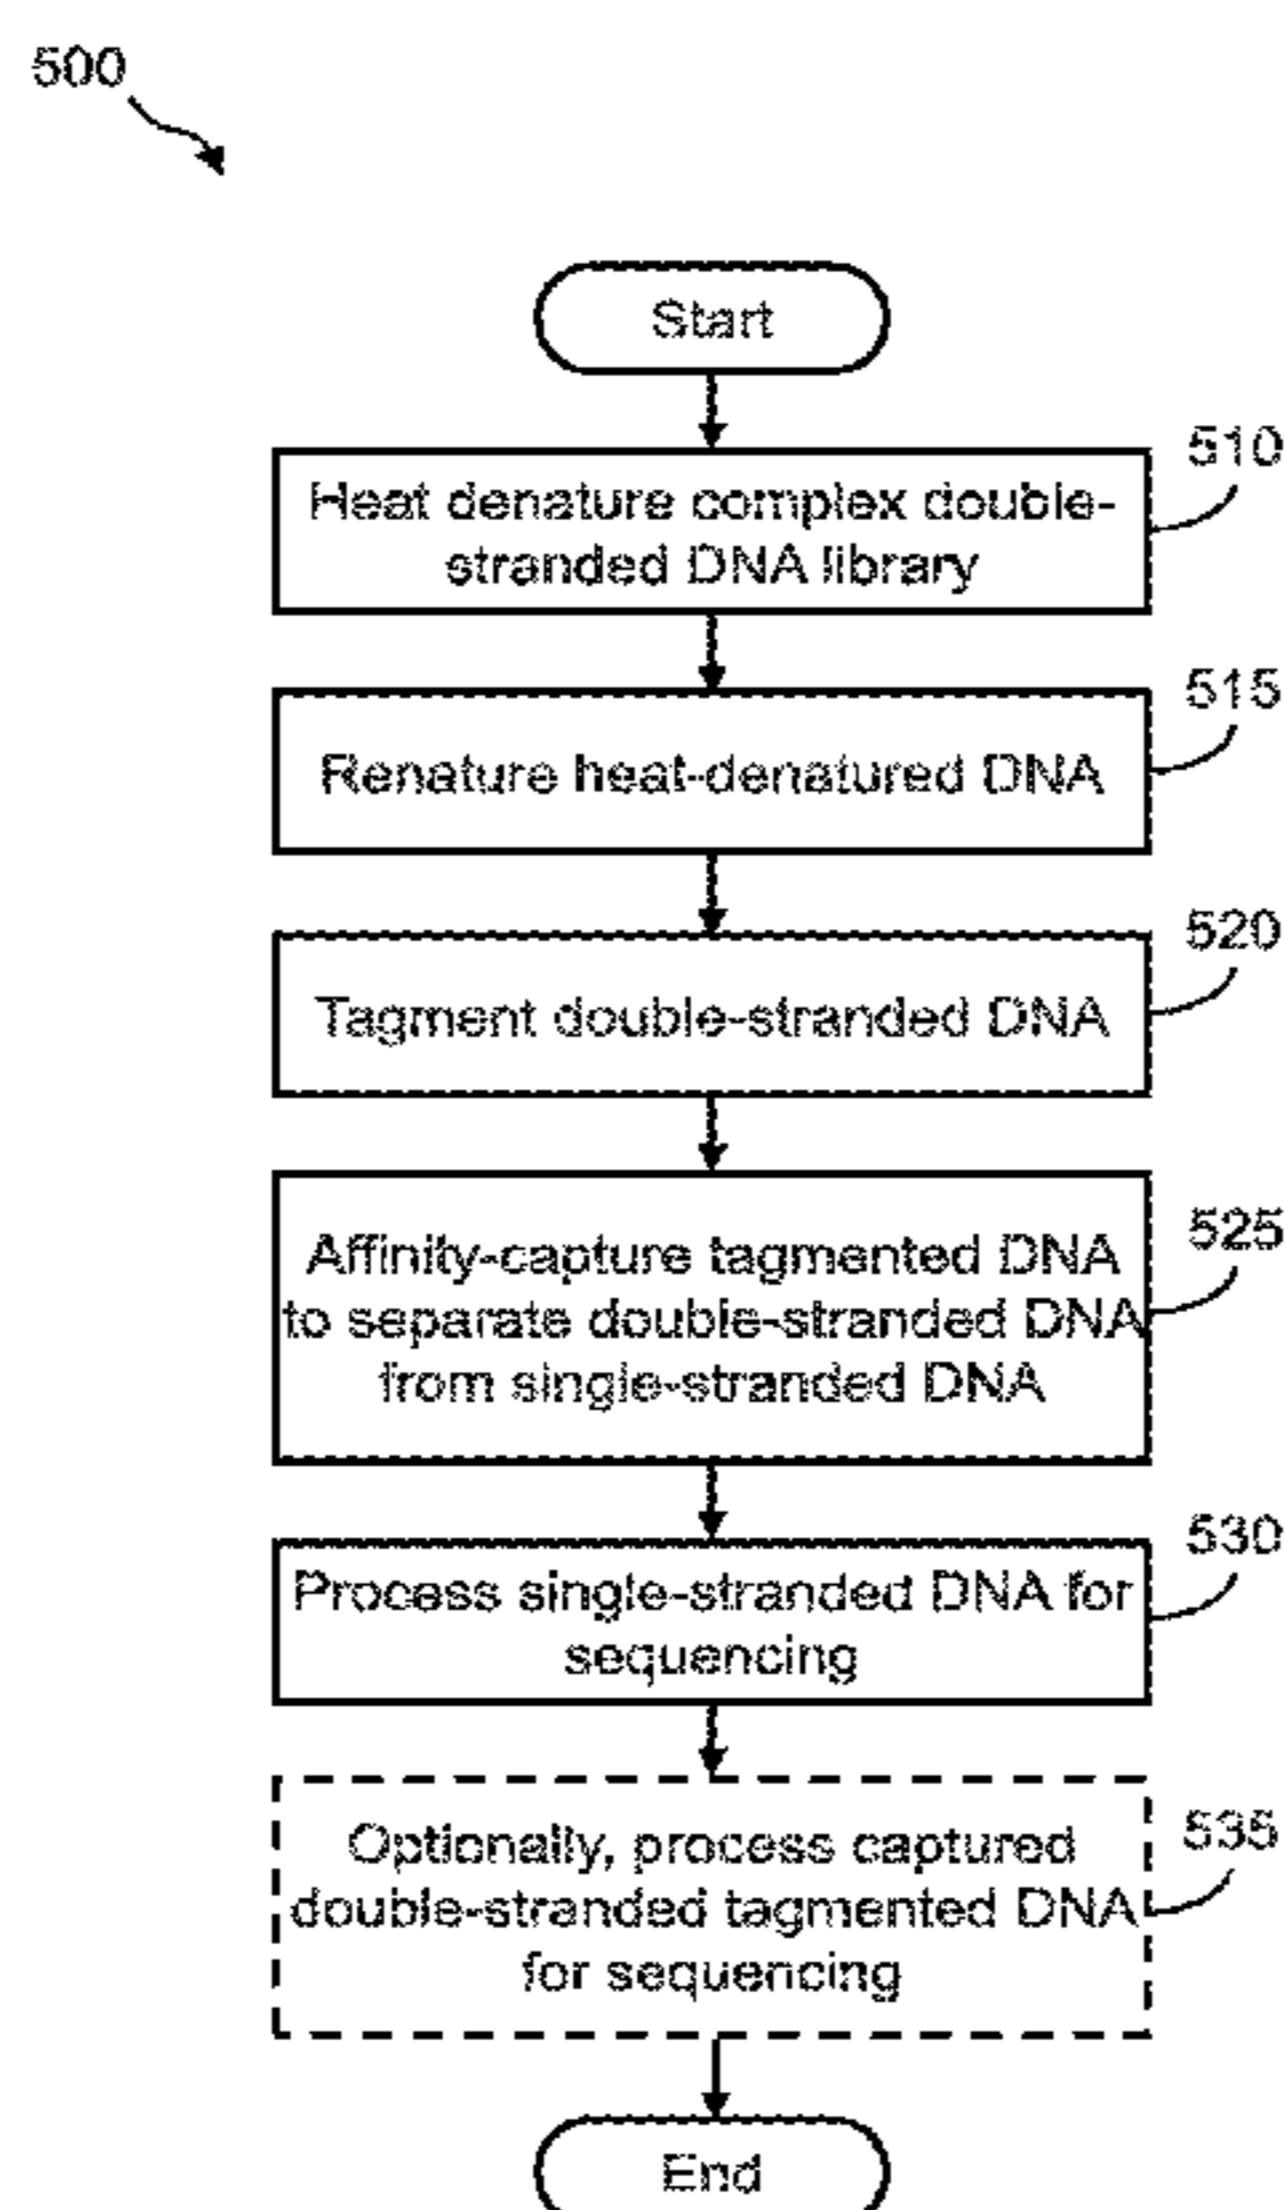 500
Start
510
Heat denature complex double-
stranded DNA library
515
Renature heat-denatured DNA
520
Tagment double-stranded DNA
525
Affinity-capture tagmented DNA
to separate double-stranded DNA
from single-stranded DNA
530
Process single-stranded DNA for
sequencing
535
Optionally, process captured
double-stranded tagmented DNA
for sequencing
End